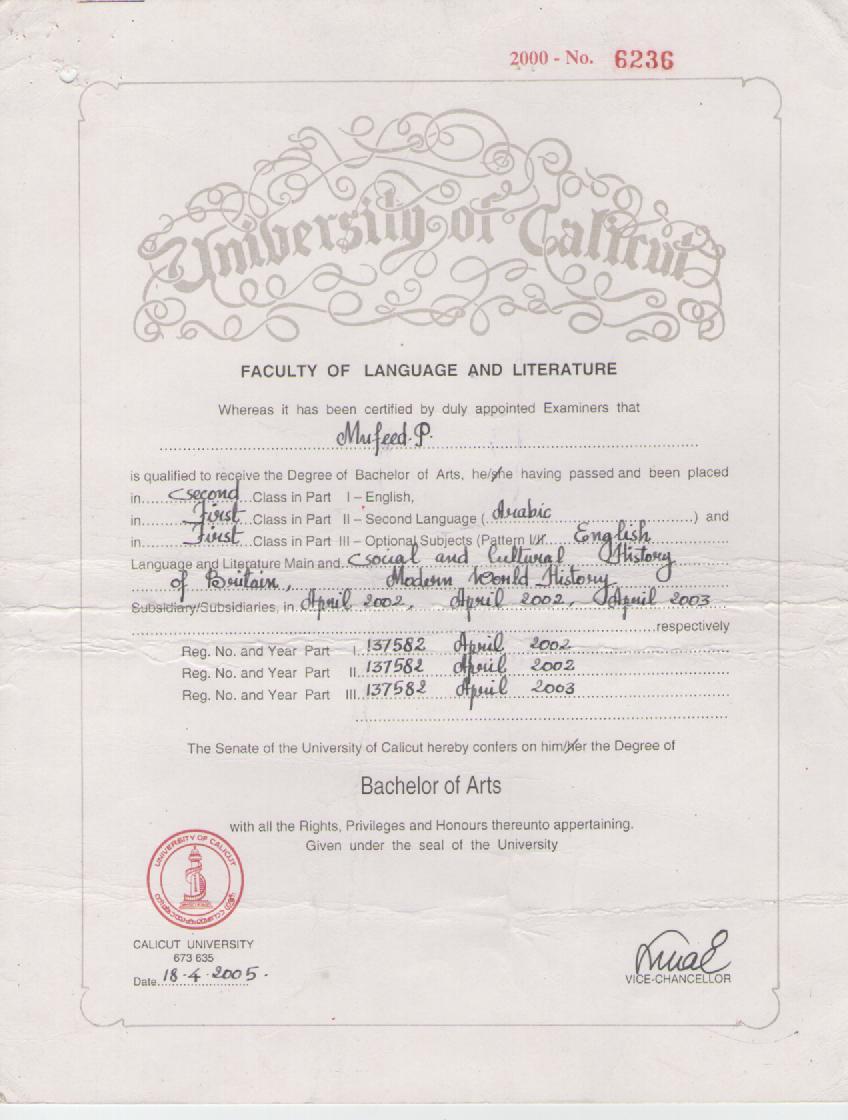 2000 - No. 6236
University of Calicut
FACULTY OF LANGUAGE AND LITERATURE
Whereas it has been certified by duly appointed Examiners that
Mufeed.P.
is qualified to receive the Degree of Bachelor of Arts, he/she having passed and been placed
in second Class in Part I – English,
in First Class in Part II – Second Language (Arabic) and
in First Class in Part III – Optional Subjects (Pattern I/II. English
Language and Literature Main and Social and Cultural History
of Britain, Modern World History
Subsidiary/Subsidiaries, in April 2002, April 2002, April 2003
respectively
Reg. No. and Year Part I. 137582 April 2002
Reg. No. and Year Part II. 137582 April 2002
Reg. No. and Year Part III. 137582 April 2003
The Senate of the University of Calicut hereby confers on him/her the Degree of
Bachelor of Arts
with all the Rights, Privileges and Honours thereunto appertaining.
Given under the seal of the University
UNIVERSITY OF CALICUT
CALICUT UNIVERSITY
673 635
Date 18-4-2005.
VICE-CHANCELLOR